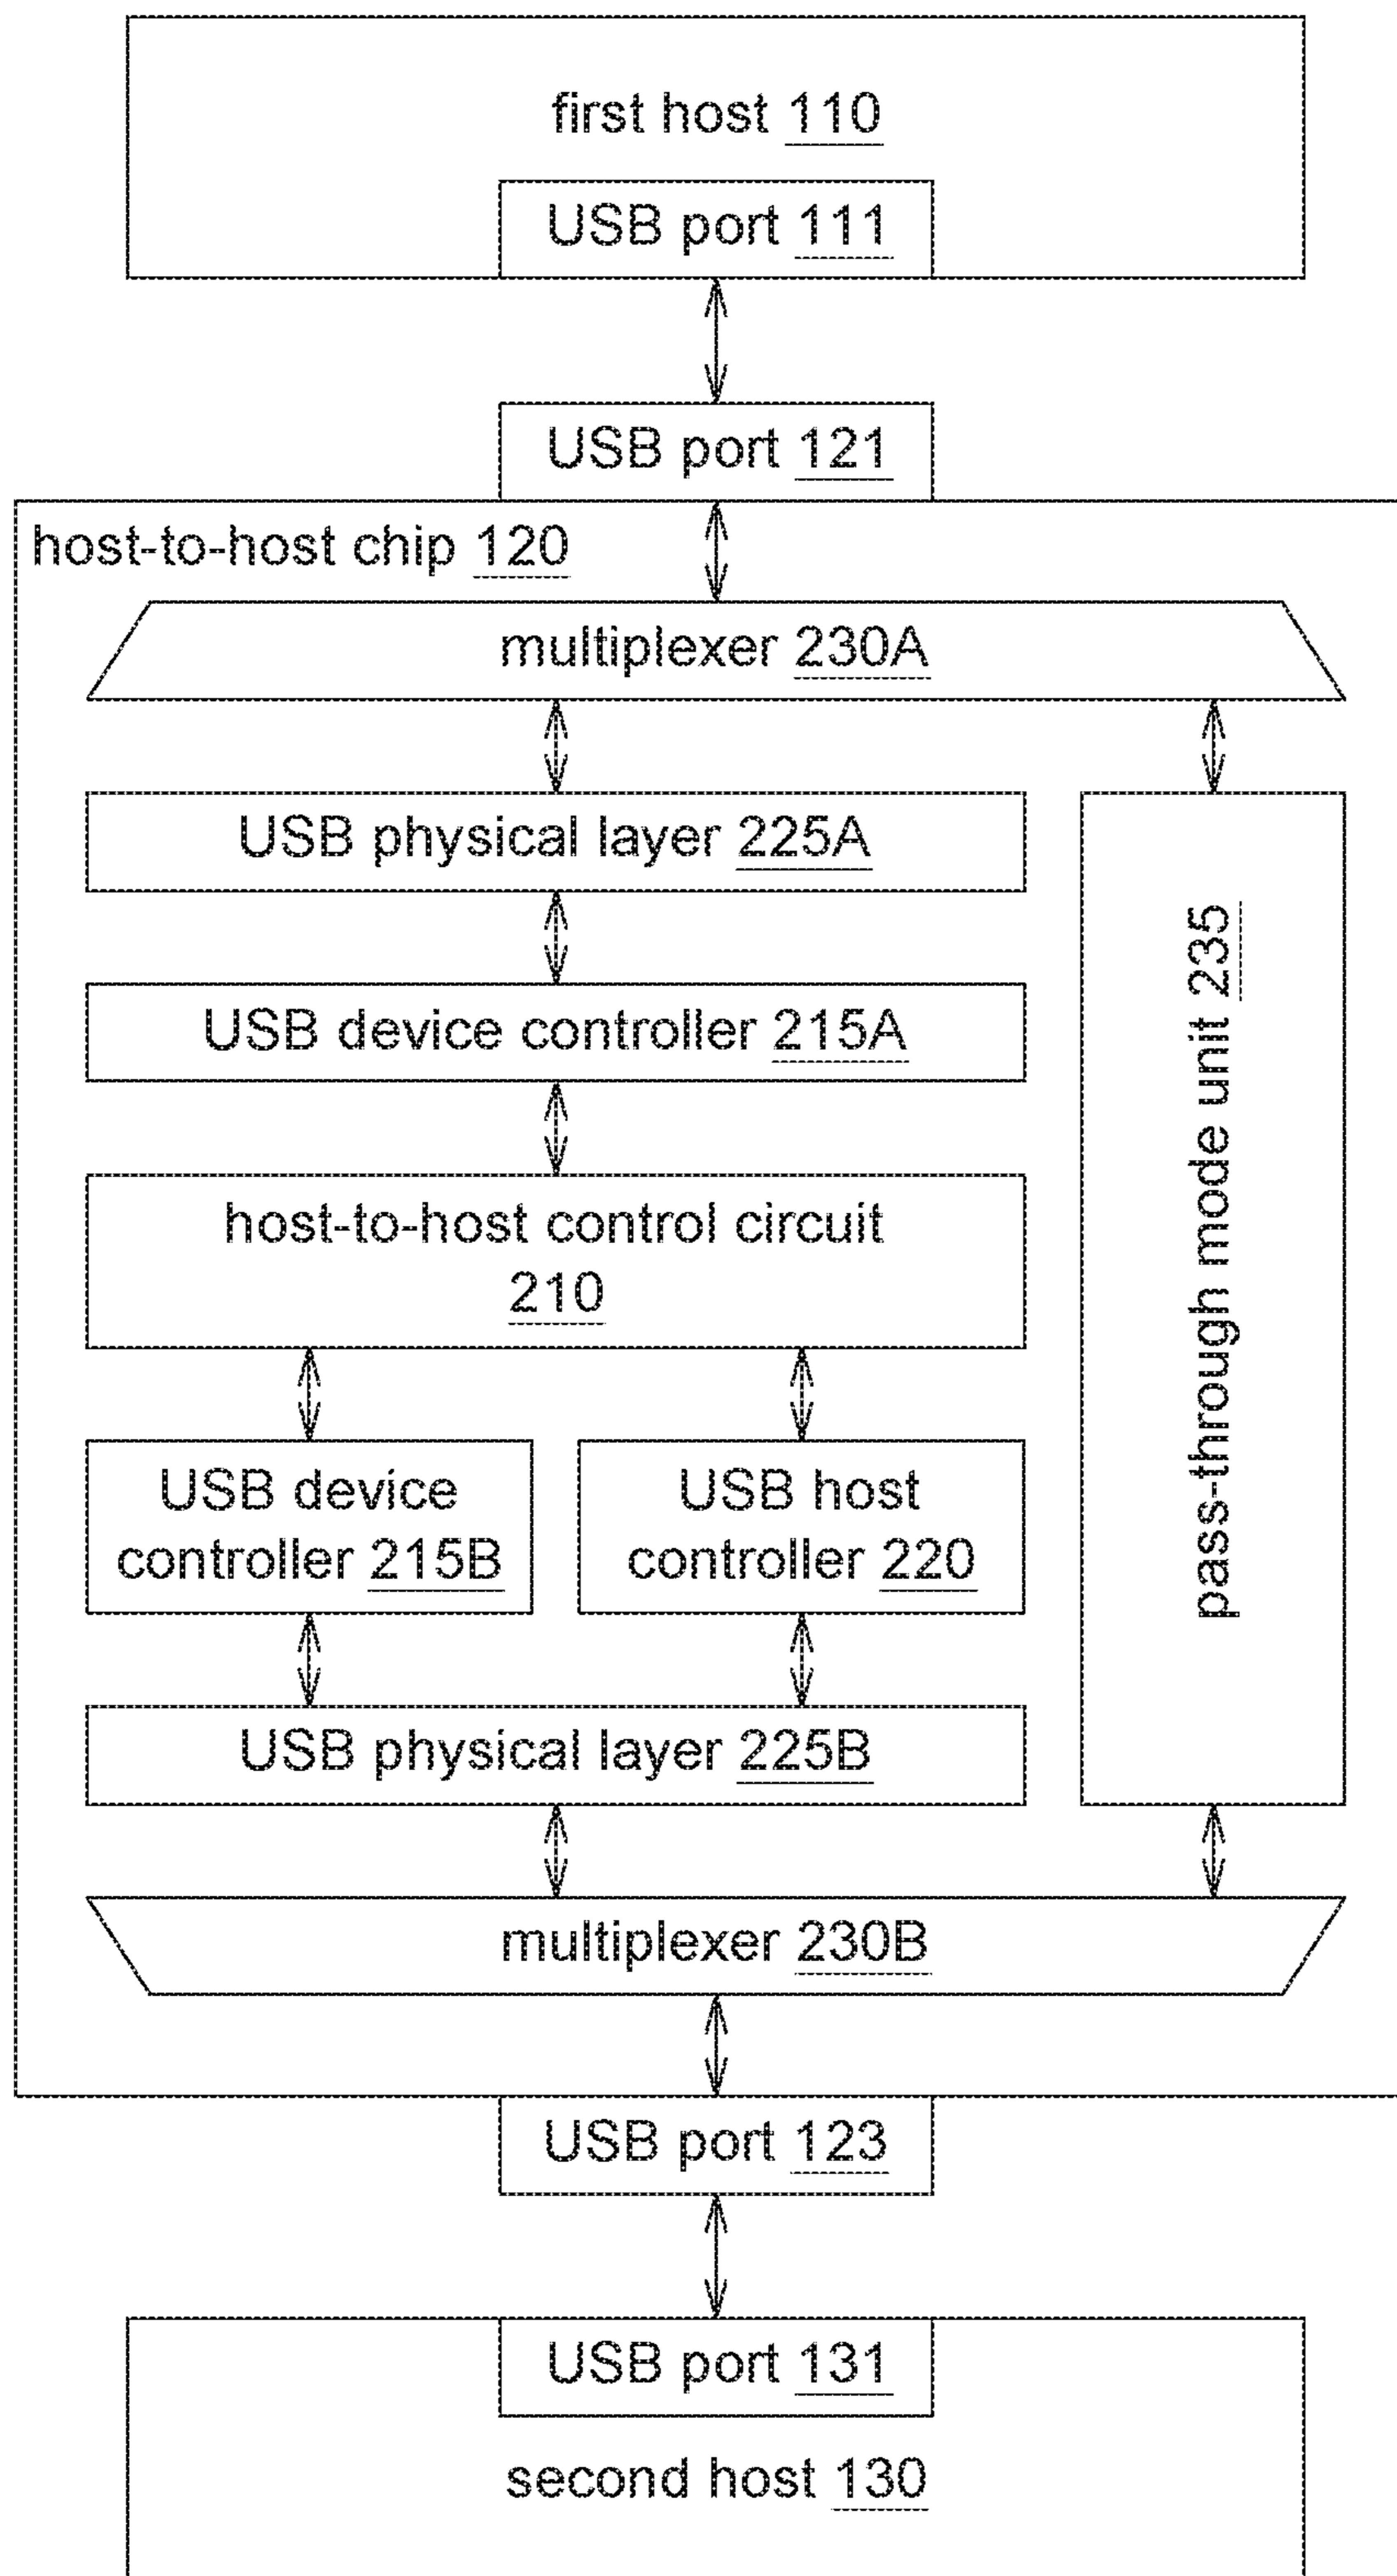 first host 110
USB port 111
USB port 121
host-to-host chip 120
multiplexer 230A
USB physical layer 225A
USB device controller 215A
host-to-host control circuit
210
USB device
controller 215B
USB host
controller 220
pass-through mode unit 235
USB physical layer 225B
multiplexer 230B
USB port 123
USB port 131
second host 130